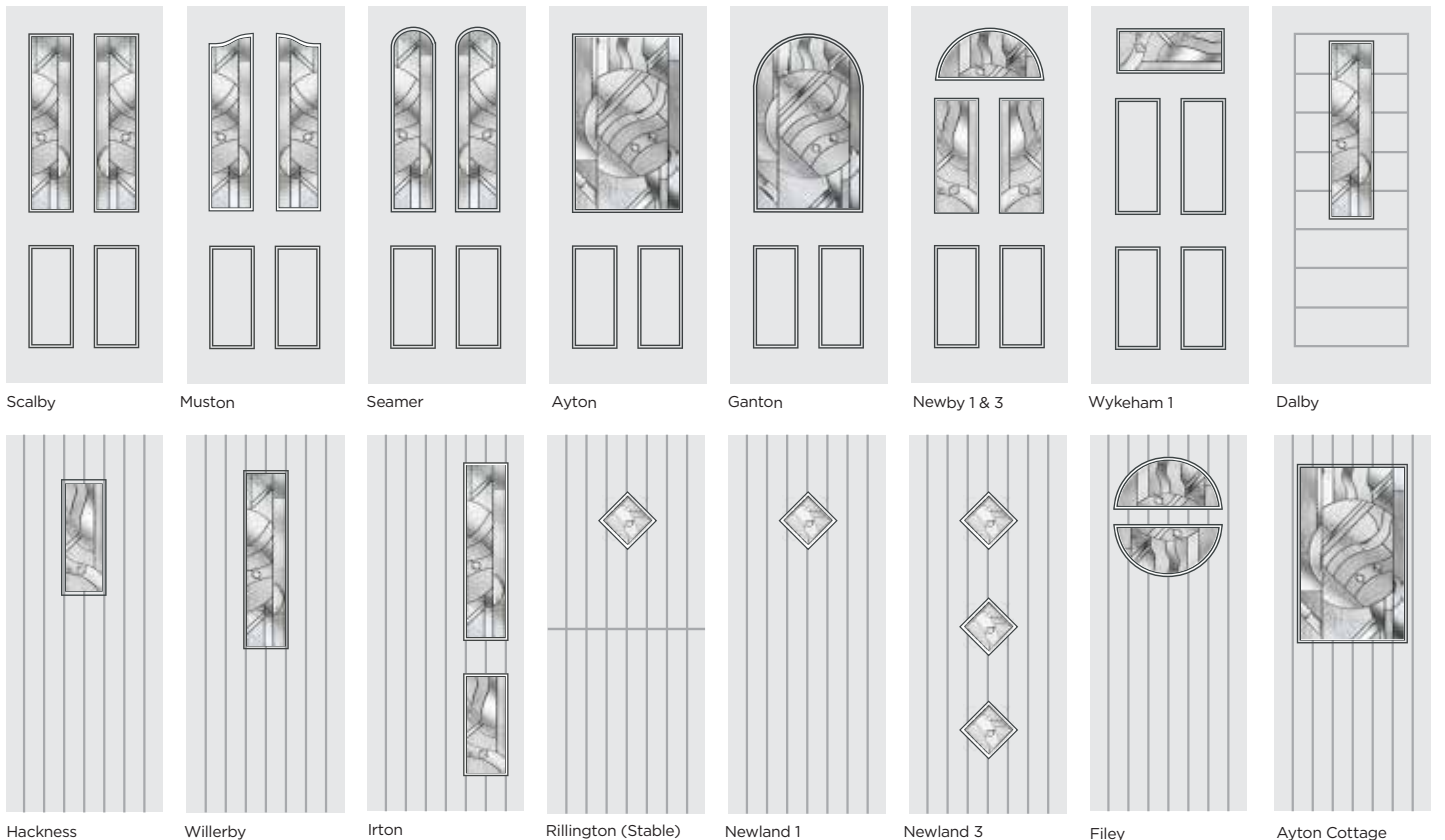 Scalby
Muston
Seamer
Ayton
Ganton
Newby 1 & 3
Wykeham 1
Dalby
Hackness
Willerby
Irton
Rillington (Stable)
Newland 1
Newland 3
Filey
Ayton Cottage